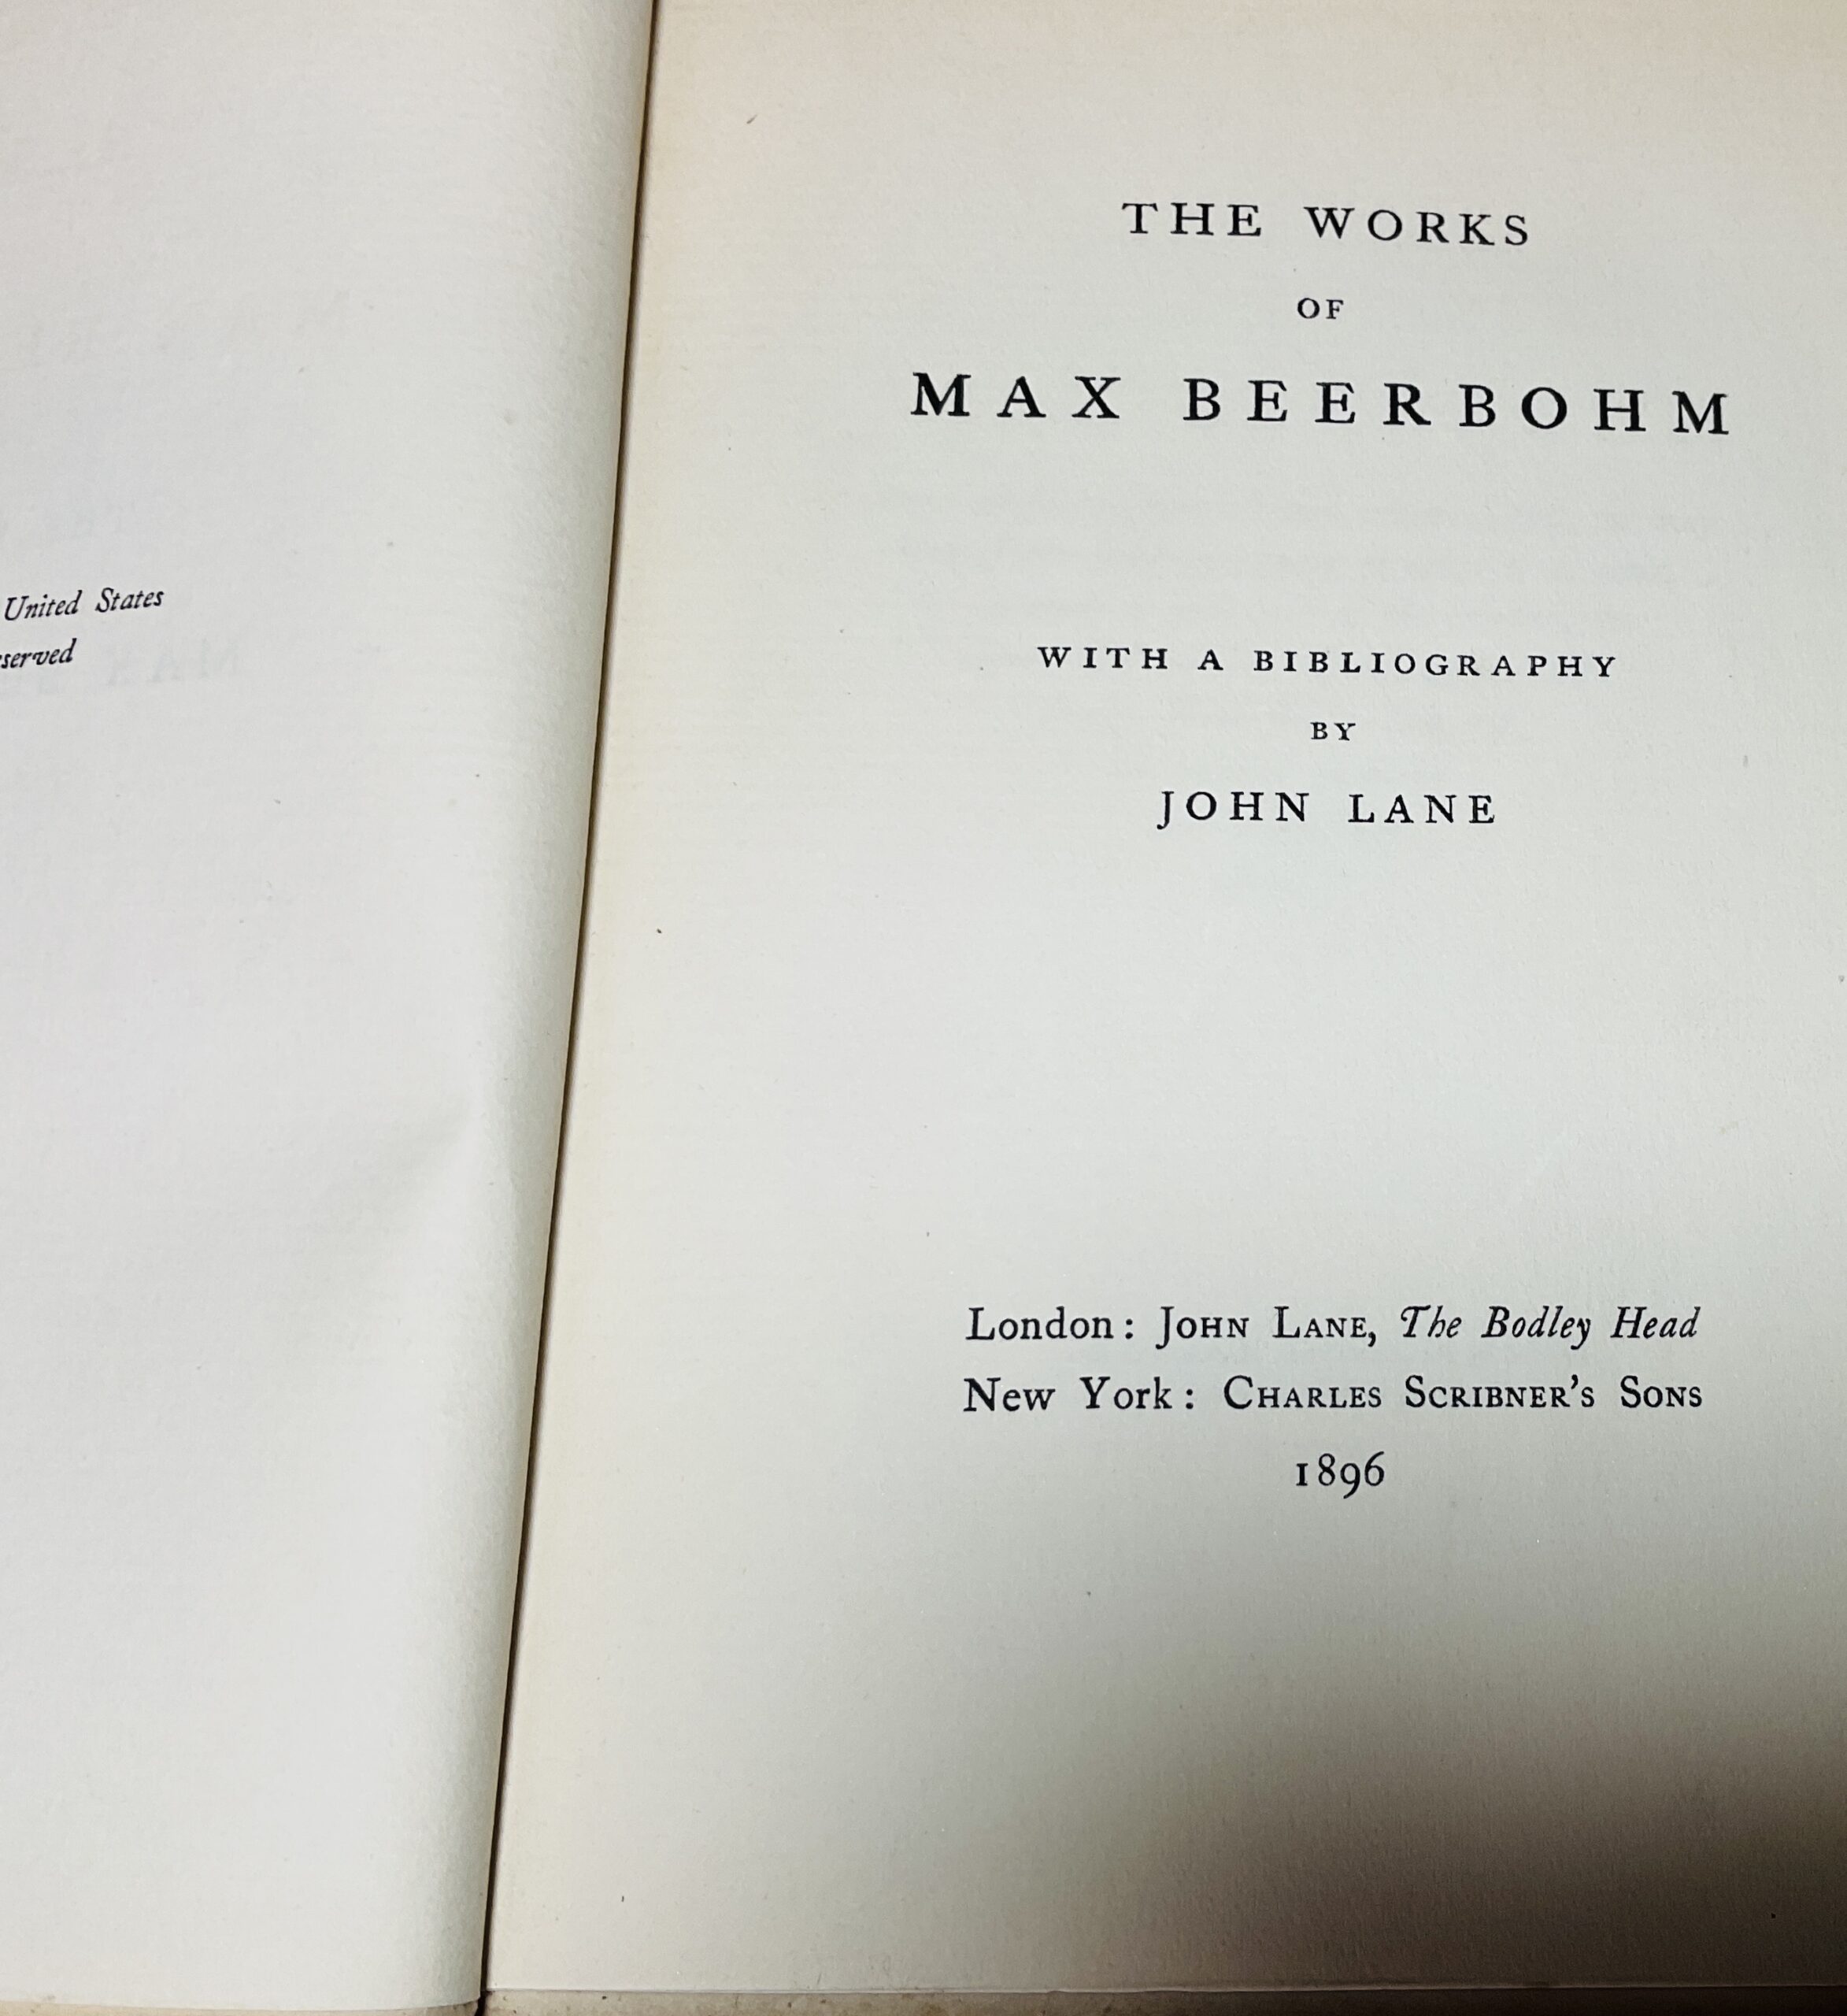 United States
served
THE WORKS
OF
MAX BEERBOHM
WITH A BIBLIOGRAPHY
BY
JOHN LANE
London: JOHN LANE, The Bodley Head
New York: CHARLES SCRIBNER'S SONS
1896